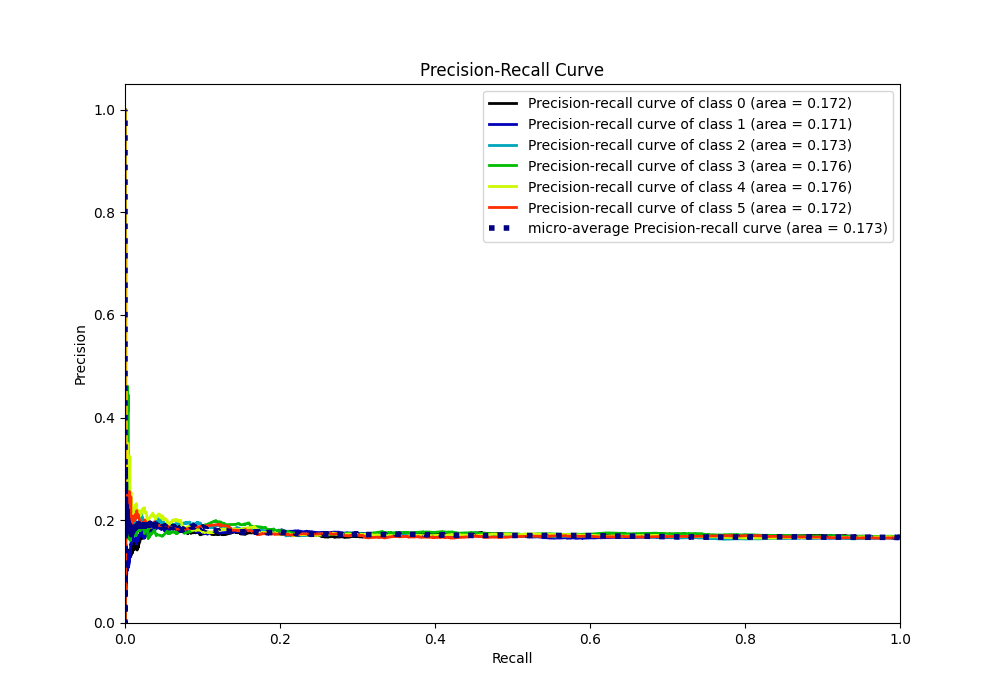 Precision-Recall Curve
Precision-recall curve of class 0 (area = 0.172)
Precision-recall curve of class 1 (area = 0.171)
Precision-recall curve of class 2 (area = 0.173)
Precision-recall curve of class 3 (area = 0.176)
Precision-recall curve of class 4 (area = 0.176)
Precision-recall curve of class 5 (area = 0.172)
micro-average Precision-recall curve (area = 0.173)
Precision
1.0
0.8
0.6
0.4
0.2
0.0
0.0 0.2 0.4 0.6 0.8 1.0
Recall